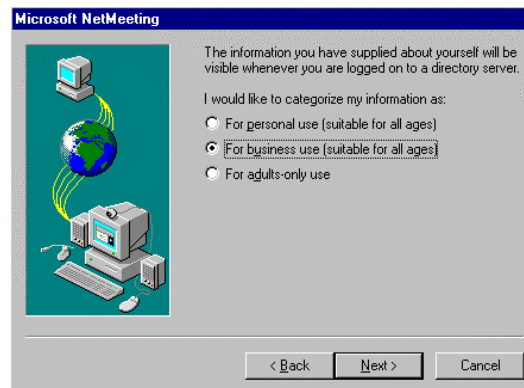 Microsoft NetMeeting
The information you have supplied about yourself will be
visible whenever you are logged on to a directory server.
I would like to categorize my information as:
For personal use (suitable for all ages)
For business use (suitable for all ages)
For adults-only use
< Back
Next >
Cancel